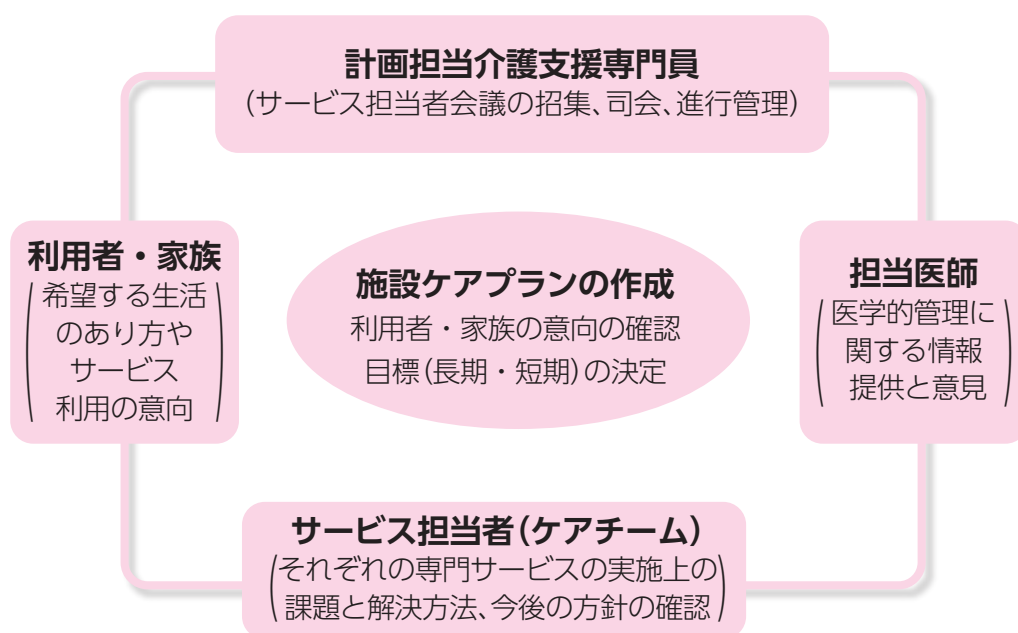 計画担当介護支援専門員
(サービス担当者会議の招集、司会、進行管理)
利用者・家族
(希望する生活
のあり方や
サービス
利用の意向)
施設ケアプランの作成
利用者・家族の意向の確認
目標(長期・短期)の決定
担当医師
(医学的管理に
関する情報
提供と意見)
サービス担当者(ケアチーム)
(それぞれの専門サービスの実施上の
課題と解決方法、今後の方針の確認)